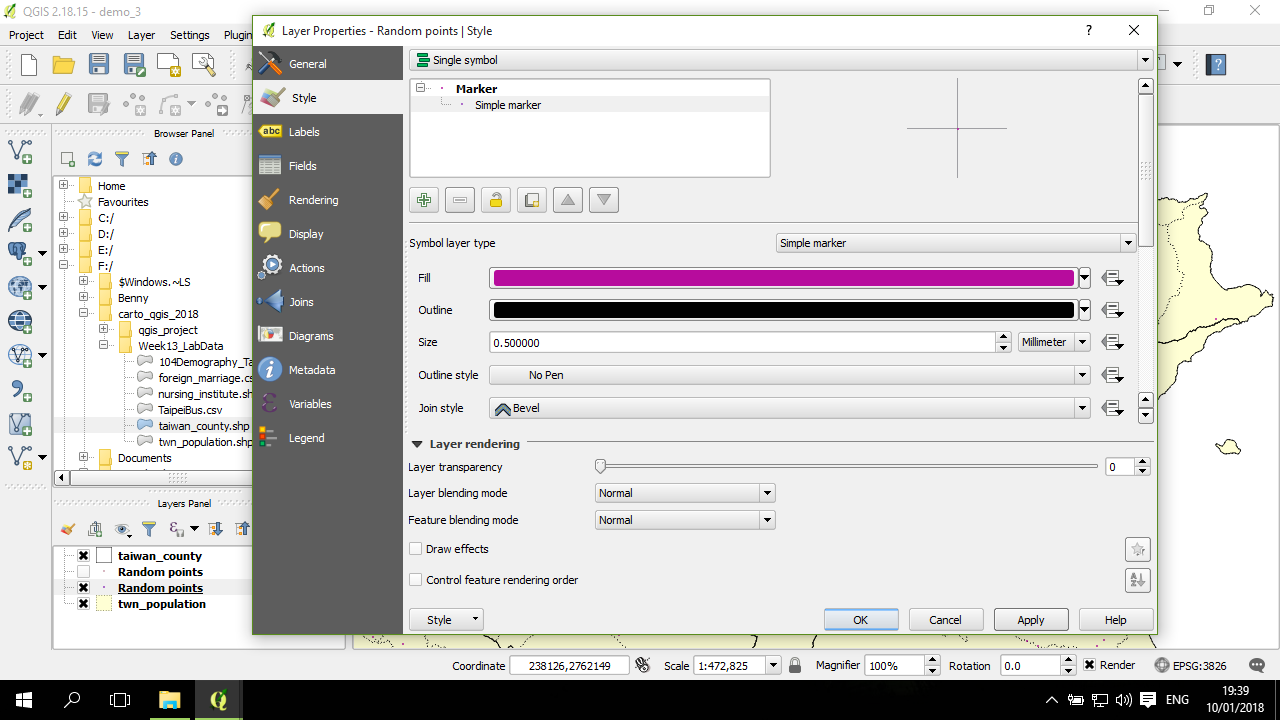 QGIS 2.18.15 - demo_3
Project Edit View Layer Settings Plugin
Layer Properties - Random points | Style
General
Style
Labels
Fields
Rendering
Display
Actions
Joins
Diagrams
Metadata
Variables
Legend
Single symbol
Marker
Simple marker
Symbol layer type
Simple marker
Fill
Outline
Size
0.500000
Millimeter
Outline style
No Pen
Join style
Bevel
Layer rendering
Layer transparency
0
Layer blending mode
Normal
Feature blending mode
Normal
Draw effects
Control feature rendering order
Style
OK
Cancel
Apply
Help
Browser Panel
Home
Favourites
C:/
D:/
E:/
F:/
$Windows.~LS
Benny
carto_qgis_2018
qgis_project
Week13_LabData
104Demography_Ta
foreign_marriage.cs
nursing_institute.sh
TaipeiBus.csv
taiwan_county.shp
twn_population.shp
Documents
Layers Panel
taiwan_county
Random points
Random points
twn_population
Coordinate 238126,2762149 Scale 1:472,825 Magnifier 100% Rotation 0.0 Render EPSG:3826
ENG
19:39
10/01/2018